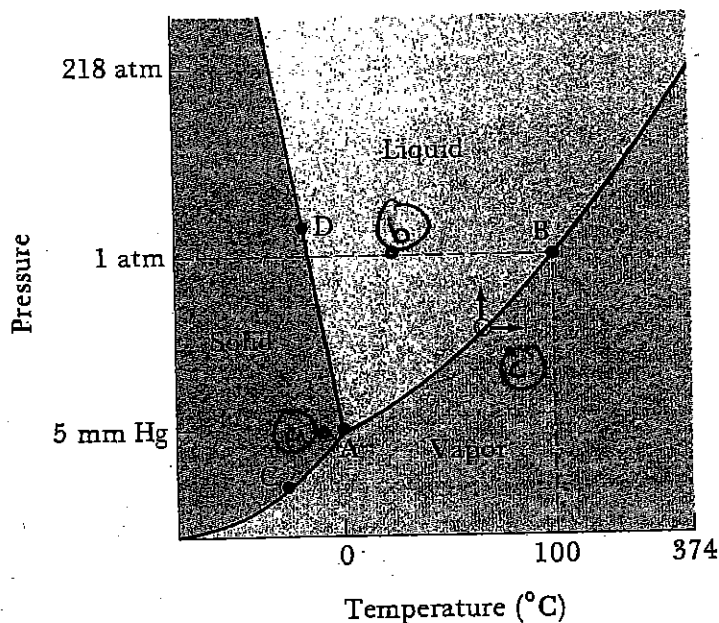 218 atm
Liquid
D
b
B
1 atm
Pressure
Solid
C
5 mm Hg
A
Vapor
C
0
100
374
Temperature (°C)